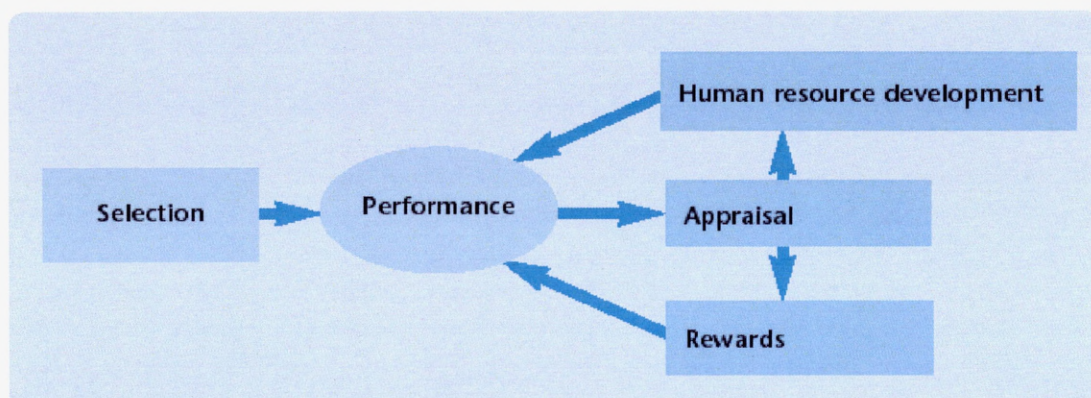 Human resource development
Selection
Performance
Appraisal
Rewards